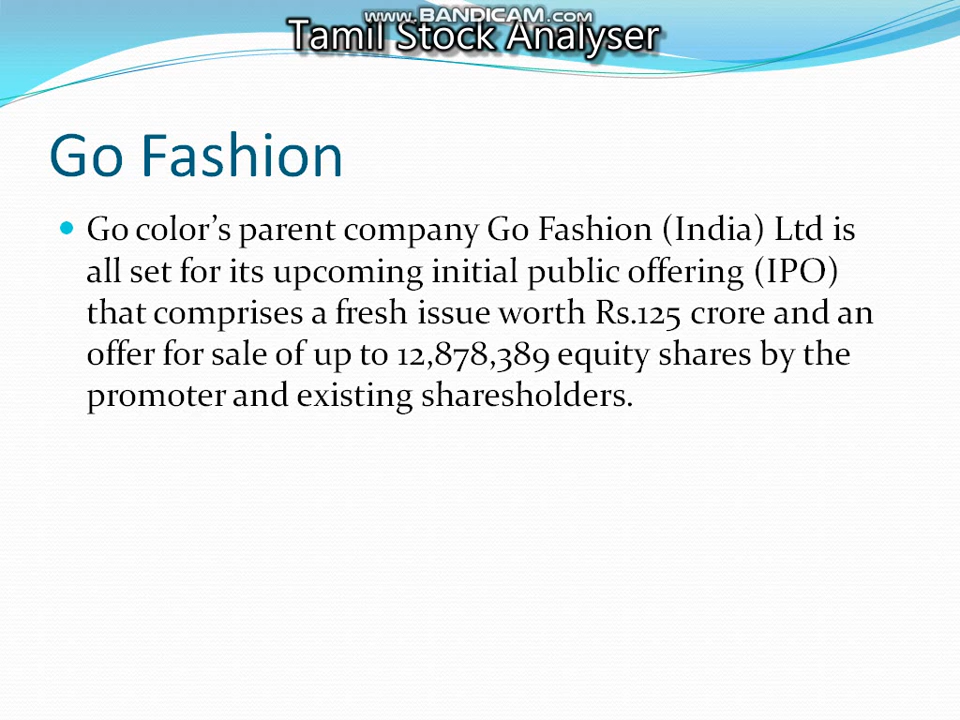 www.BANDICAM.com
Tamil Stock Analyser
Go Fashion
Go color’s parent company Go Fashion (India) Ltd is
all set for its upcoming initial public offering (IPO)
that comprises a fresh issue worth Rs.125 crore and an
offer for sale of up to 12,878,389 equity shares by the
promoter and existing sharesholders.